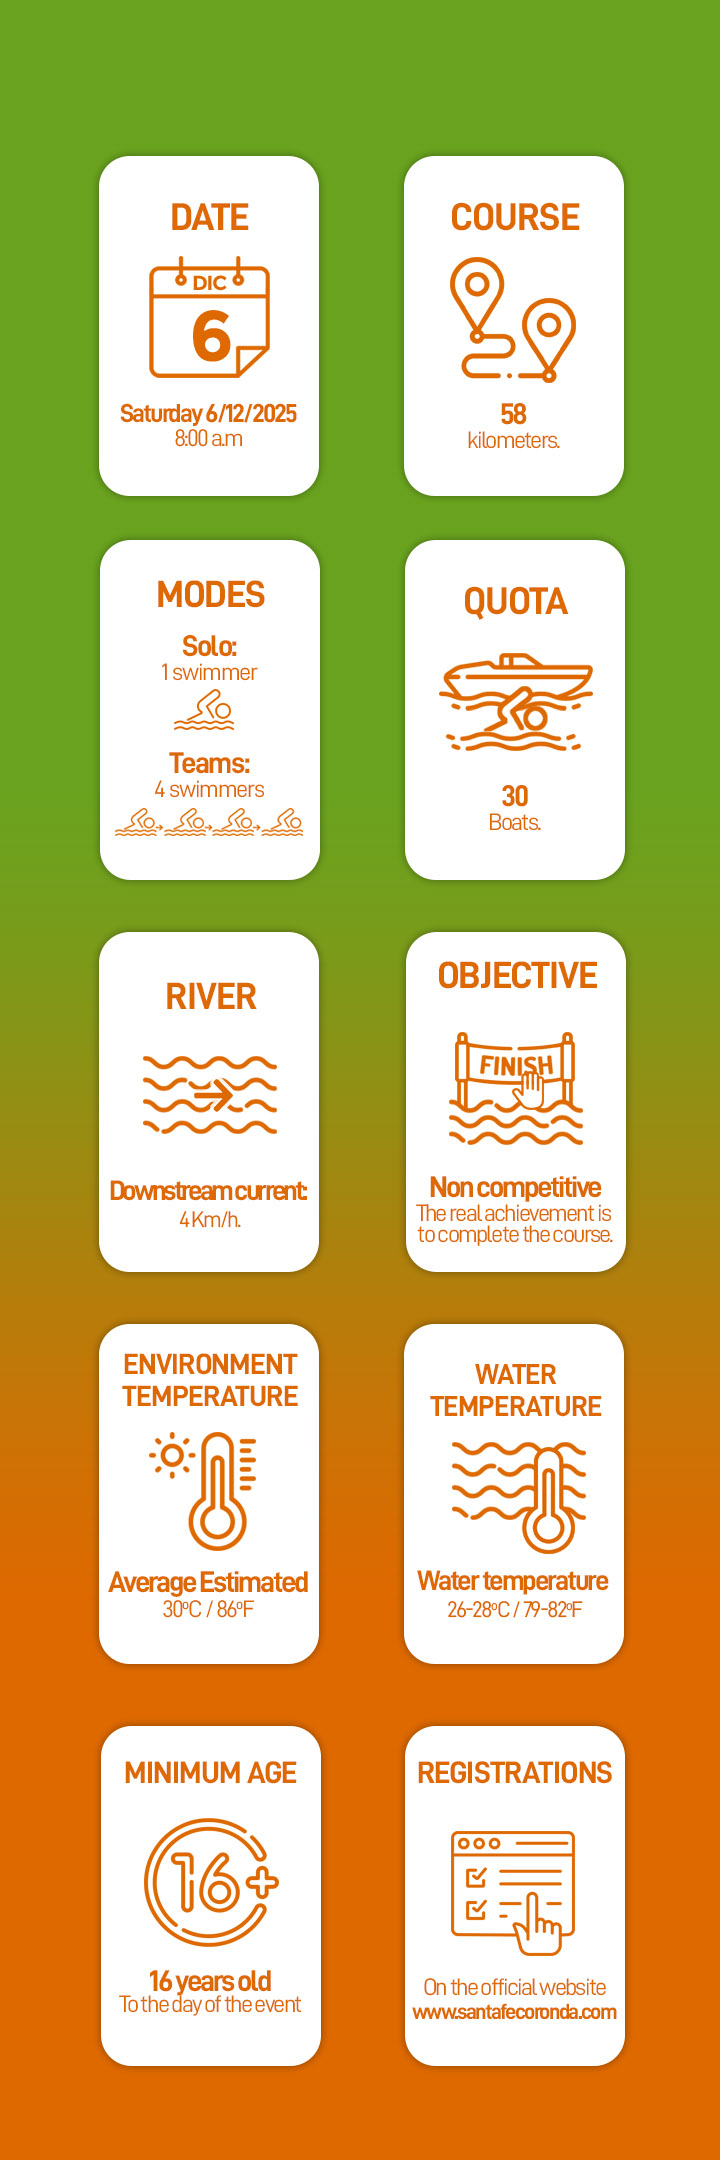 DATE
DIC
6
Saturday 6/12/2025
8:00 a.m
COURSE
58
kilometers.
MODES
Solo:
1 swimmer
Teams:
4 swimmers
QUOTA
30
Boats.
RIVER
Downstream current:
4 Km/h.
OBJECTIVE
FINISH
Non competitive
The real achievement is
to complete the course.
ENVIRONMENT
TEMPERATURE
Average Estimated
30ºC / 86ºF
WATER
TEMPERATURE
Water temperature
26-28ºC / 79-82ºF
MINIMUM AGE
16+
16 years old
To the day of the event
REGISTRATIONS
On the official website
www.santafecoronda.com